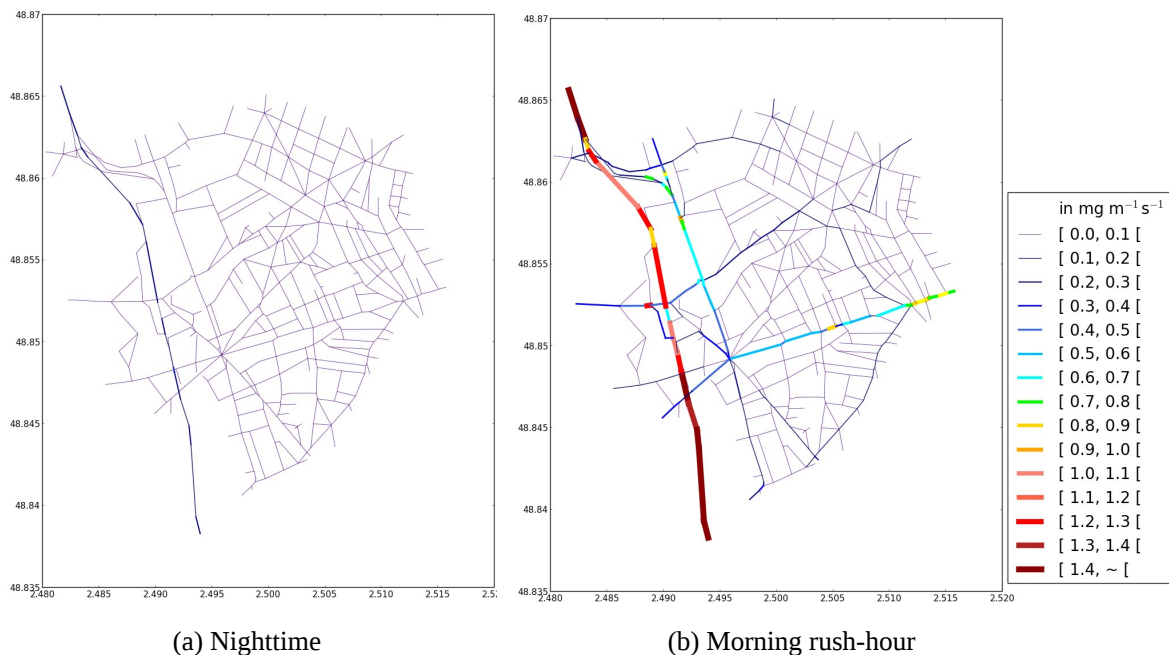 48.87
48.865
48.86
48.855
48.85
48.845
48.84
48.835
2.480 2.485 2.490 2.495 2.500 2.505 2.510 2.515 2.52
(a) Nighttime
48.87
48.865
48.86
48.855
48.85
48.845
48.84
48.835
2.480 2.485 2.490 2.495 2.500 2.505 2.510 2.515 2.520
(b) Morning rush-hour
in mg m⁻¹ s⁻¹
[ 0.0, 0.1 [
[ 0.1, 0.2 [
[ 0.2, 0.3 [
[ 0.3, 0.4 [
[ 0.4, 0.5 [
[ 0.5, 0.6 [
[ 0.6, 0.7 [
[ 0.7, 0.8 [
[ 0.8, 0.9 [
[ 0.9, 1.0 [
[ 1.0, 1.1 [
[ 1.1, 1.2 [
[ 1.2, 1.3 [
[ 1.3, 1.4 [
[ 1.4, ~ [